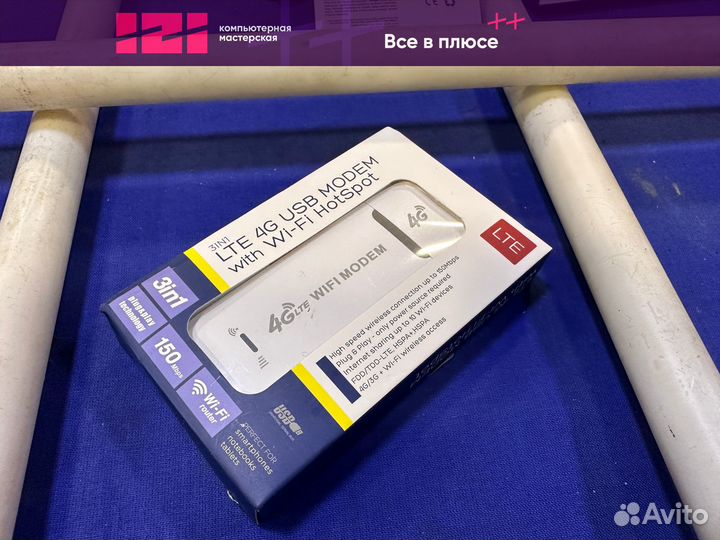 IZI
компьютерная
мастерская
Все в плюсе ++
3IN1
LTE 4G USB MODEM
with Wi-Fi HotSpot
4G
LTE
4G LTE WIFI MODEM
3in1
plug&play
technology
150 Mbps
Wi-Fi
router
High speed wireless connection up to 150Mbps
Plug & Play - only power source required
Internet sharing up to 10 Wi-Fi devices
FDD/TDD-LTE, HSPA+HSPA
4G/3G + Wi-Fi wireless access
USB
PERFECT FOR
smartphones
notebooks
tablets
Avito